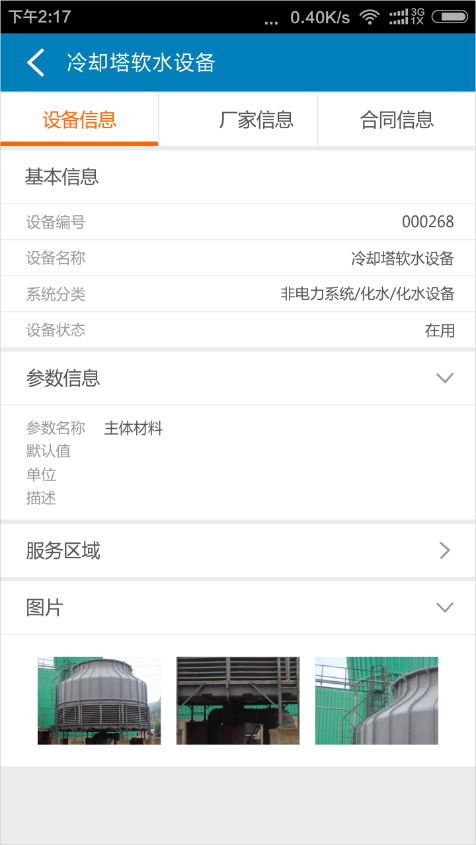 下午2:17
... 0.40K/s 3G 1X
冷却塔软水设备
设备信息 厂家信息 合同信息
基本信息
设备编号 000268
设备名称 冷却塔软水设备
系统分类 非电力系统/化水/化水设备
设备状态 在用
参数信息
参数名称 主体材料
默认值
单位
描述
服务区域
图片